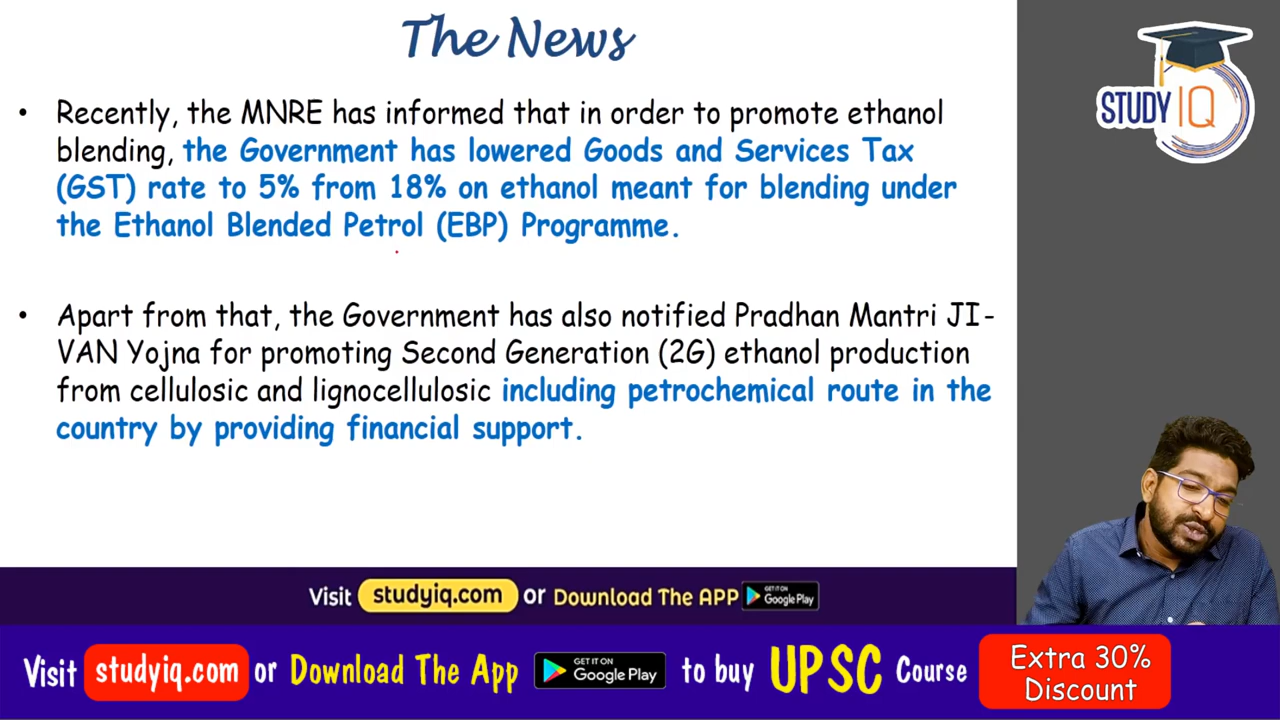 The News
STUDY IQ
• Recently, the MNRE has informed that in order to promote ethanol
blending, the Government has lowered Goods and Services Tax
(GST) rate to 5% from 18% on ethanol meant for blending under
the Ethanol Blended Petrol (EBP) Programme.
• Apart from that, the Government has also notified Pradhan Mantri JI-
VAN Yojna for promoting Second Generation (2G) ethanol production
from cellulosic and lignocellulosic including petrochemical route in the
country by providing financial support.
Visit studyiq.com or Download The APP GET IT ON Google Play
Visit studyiq.com or Download The App GET IT ON Google Play to buy UPSC Course
Extra 30%
Discount